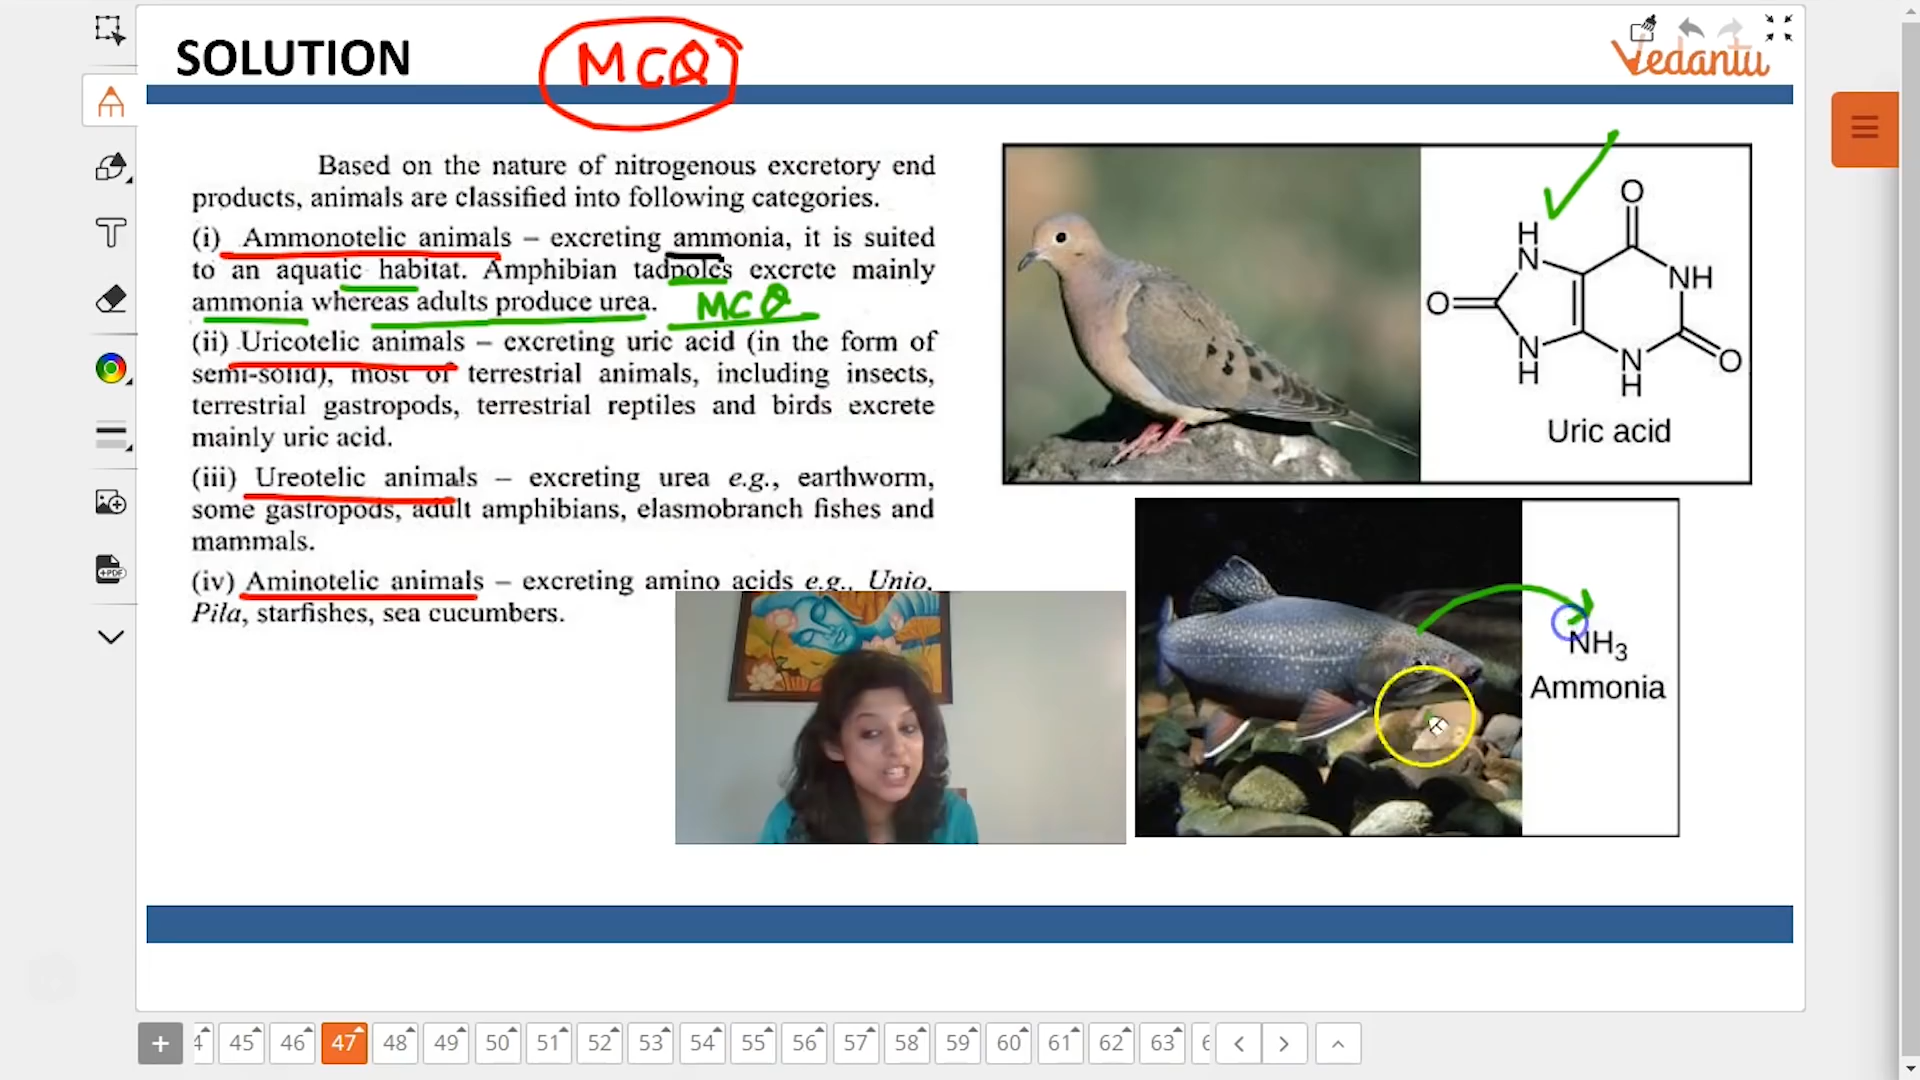 SOLUTION
MCQ
Vedantu
Based on the nature of nitrogenous excretory end
products, animals are classified into following categories.
(i) Ammonotelic animals – excreting ammonia, it is suited
to an aquatic habitat. Amphibian tadpoles excrete mainly
ammonia whereas adults produce urea.
MCQ
(ii) Uricotelic animals – excreting uric acid (in the form of
semi-solid), most of terrestrial animals, including insects,
terrestrial gastropods, terrestrial reptiles and birds excrete
mainly uric acid.
(iii) Ureotelic animals – excreting urea e.g., earthworm,
some gastropods, adult amphibians, elasmobranch fishes and
mammals.
(iv) Aminotelic animals – excreting amino acids e.g., Unio,
Pila, starfishes, sea cucumbers.
O
H
N
NH
O
N
H
N
H
O
Uric acid
NH3
Ammonia
T
+PDF
+ 4 45 46 47 48 49 50 51 52 53 54 55 56 57 58 59 60 61 62 63 6